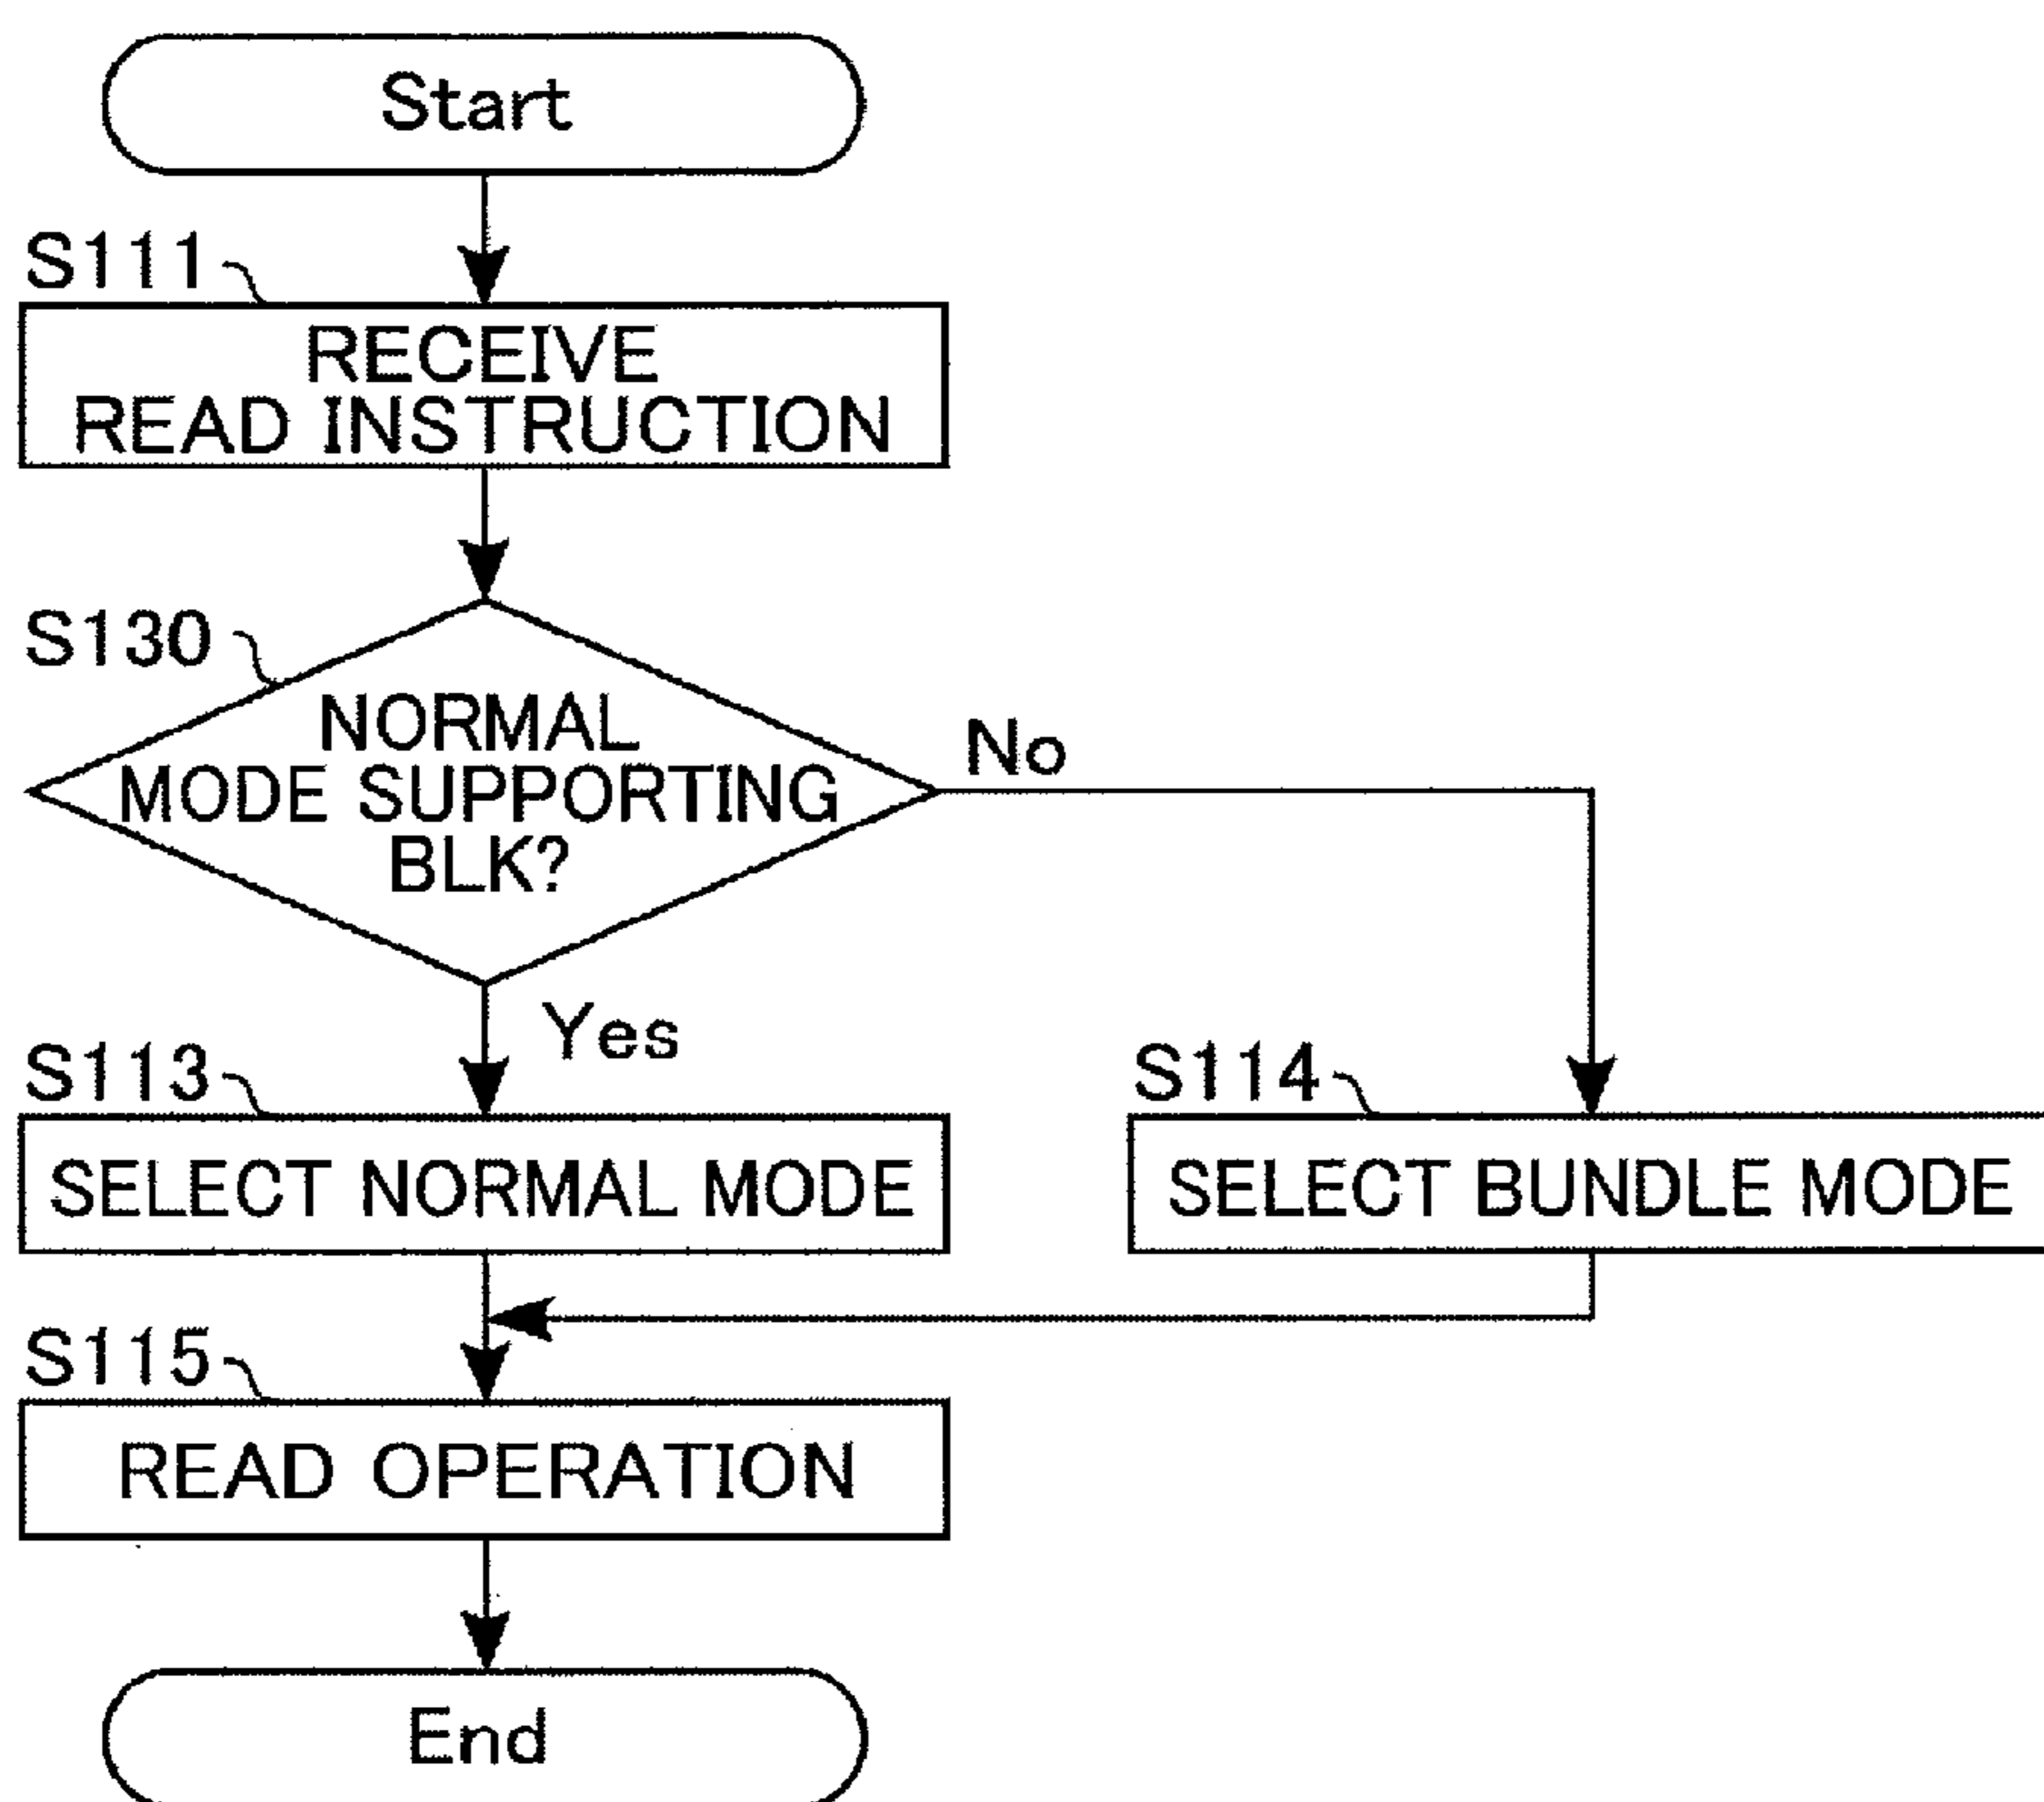 Start
S111
RECEIVE
READ INSTRUCTION
S130
NORMAL
MODE SUPPORTING
BLK?
No
Yes
S113
SELECT NORMAL MODE
S114
SELECT BUNDLE MODE
S115
READ OPERATION
End